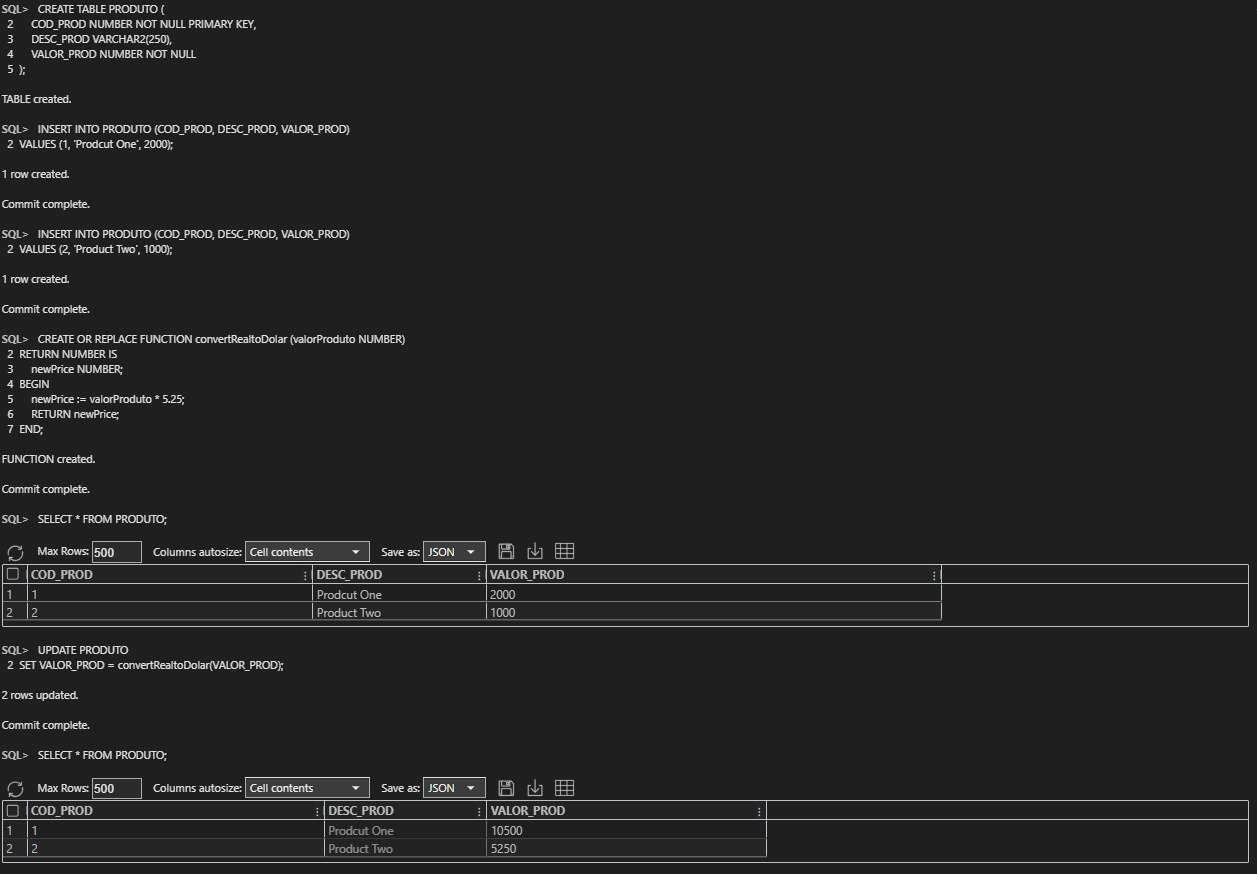 SQL> CREATE TABLE PRODUTO (
2 COD_PROD NUMBER NOT NULL PRIMARY KEY,
3 DESC_PROD VARCHAR2(250),
4 VALOR_PROD NUMBER NOT NULL
5 );
TABLE created.
SQL> INSERT INTO PRODUTO (COD_PROD, DESC_PROD, VALOR_PROD)
2 VALUES (1, 'Prodcut One', 2000);
1 row created.
Commit complete.
SQL> INSERT INTO PRODUTO (COD_PROD, DESC_PROD, VALOR_PROD)
2 VALUES (2, 'Product Two', 1000);
1 row created.
Commit complete.
SQL> CREATE OR REPLACE FUNCTION convertRealtoDolar (valorProduto NUMBER)
2 RETURN NUMBER IS
3 newPrice NUMBER;
4 BEGIN
5 newPrice := valorProduto * 5.25;
6 RETURN newPrice;
7 END;
FUNCTION created.
Commit complete.
SQL> SELECT * FROM PRODUTO;
Max Rows: 500 Columns autosize: Cell contents Save as: JSON
COD_PROD DESC_PROD VALOR_PROD
1 1 Prodcut One 2000
2 2 Product Two 1000
SQL> UPDATE PRODUTO
2 SET VALOR_PROD = convertRealtoDolar(VALOR_PROD);
2 rows updated.
Commit complete.
SQL> SELECT * FROM PRODUTO;
Max Rows: 500 Columns autosize: Cell contents Save as: JSON
COD_PROD DESC_PROD VALOR_PROD
1 1 Prodcut One 10500
2 2 Product Two 5250